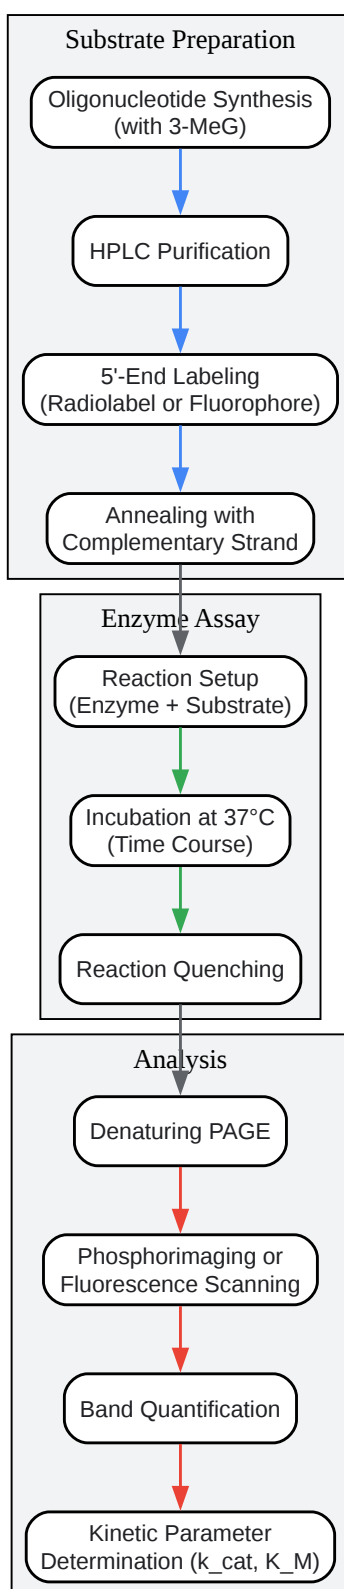 Substrate Preparation
Oligonucleotide Synthesis
(with 3-MeG)
HPLC Purification
5'-End Labeling
(Radiolabel or Fluorophore)
Annealing with
Complementary Strand
Enzyme Assay
Reaction Setup
(Enzyme + Substrate)
Incubation at 37°C
(Time Course)
Reaction Quenching
Analysis
Denaturing PAGE
Phosphorimaging or
Fluorescence Scanning
Band Quantification
Kinetic Parameter
Determination (k_cat, K_M)